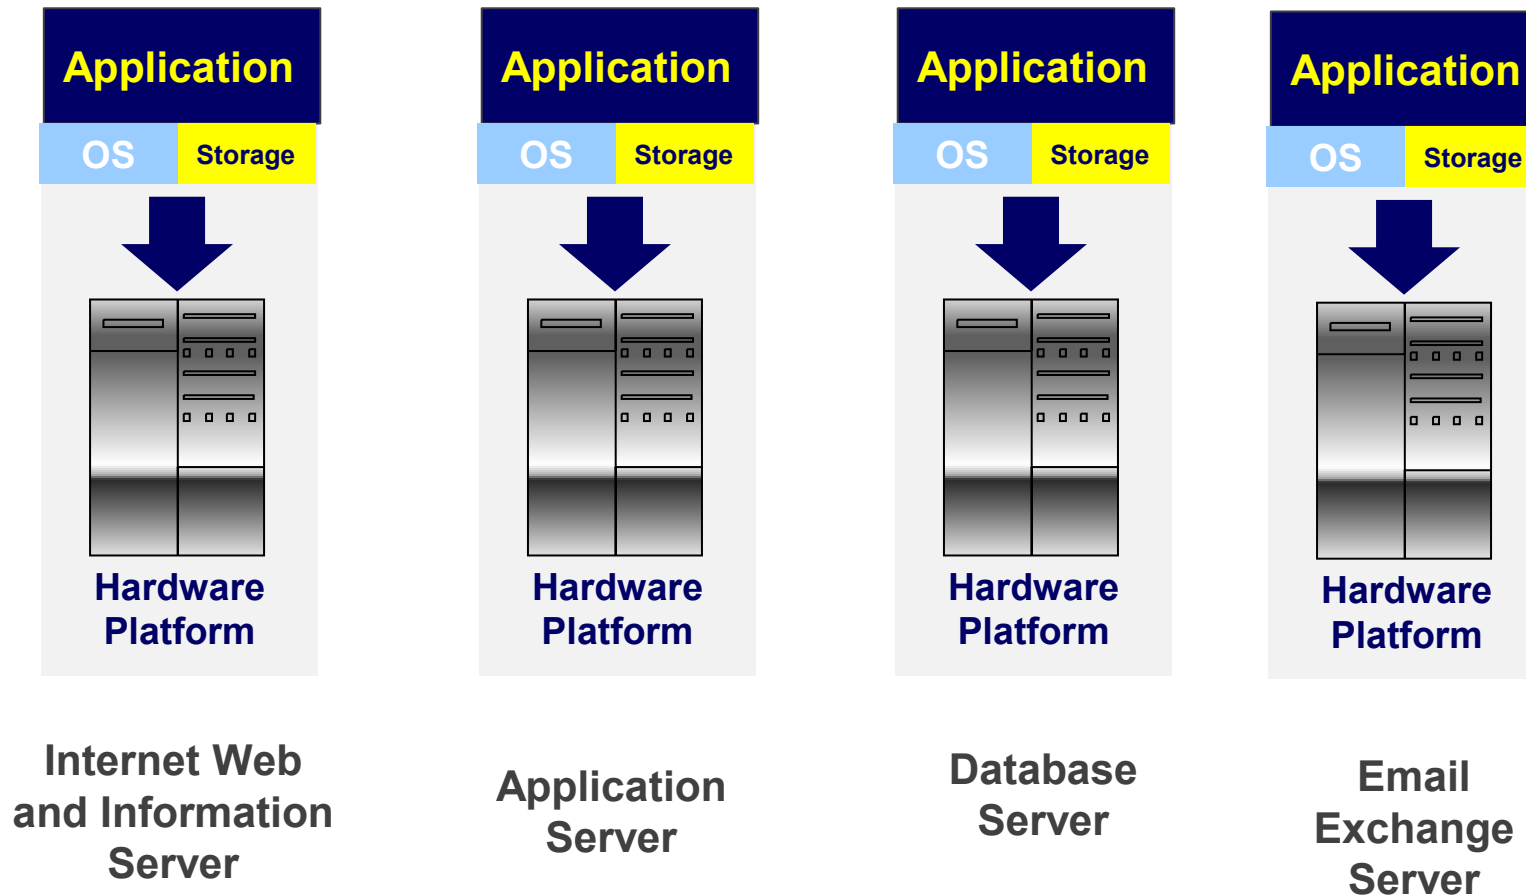 Application
OS
Storage
Hardware
Platform
Internet Web
and Information
Server
Application
OS
Storage
Hardware
Platform
Application
Server
Application
OS
Storage
Hardware
Platform
Database
Server
Application
OS
Storage
Hardware
Platform
Email
Exchange
Server